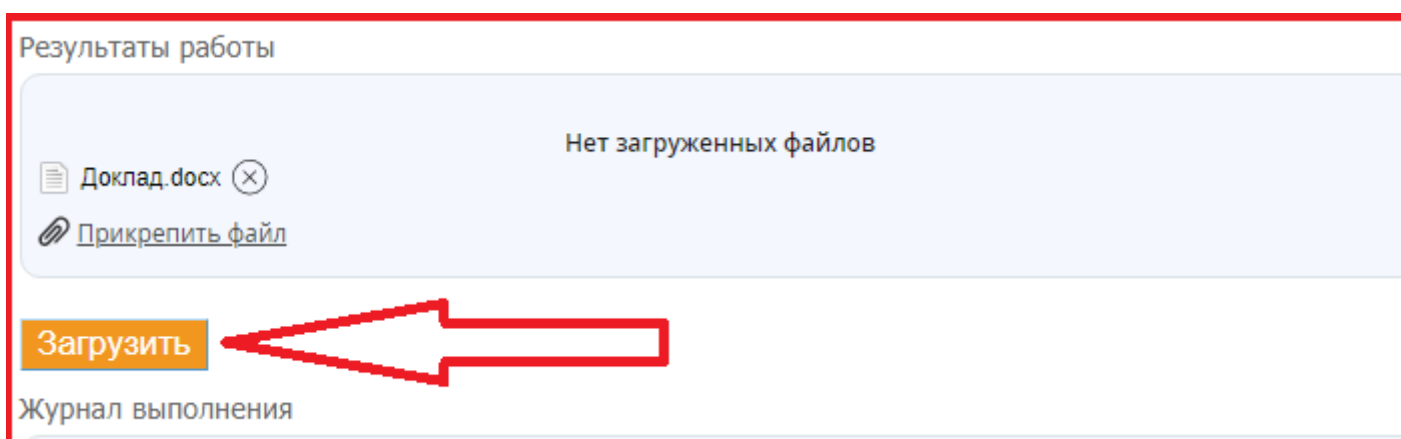 Результаты работы
Нет загруженных файлов
Доклад.docx
Прикрепить файл
Загрузить
Журнал выполнения